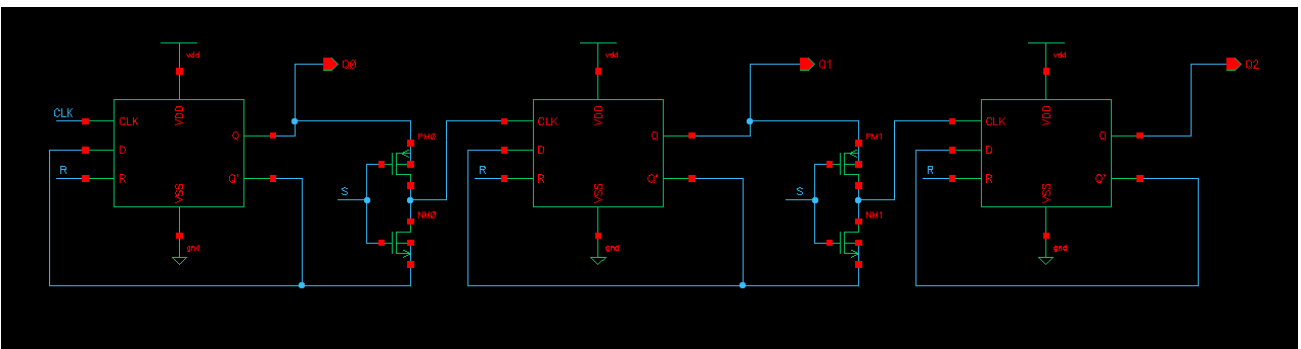 vdd
vdd
vdd
Q0
Q1
Q2
CLK
CLK
VDD
Q
PM0
CLK
VDD
Q
PM1
CLK
VDD
Q
D
D
D
R
R
VSS
Q'
S
R
R
VSS
Q'
S
R
R
VSS
Q'
NM0
NM1
gnd
gnd
gnd